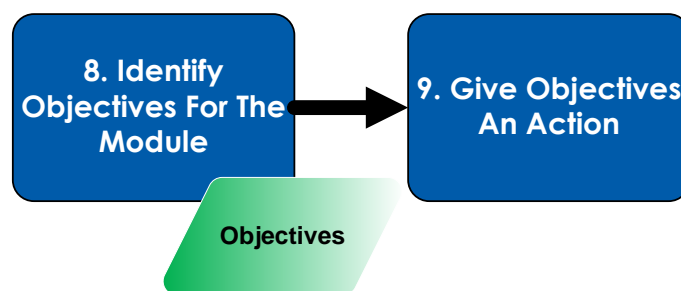 8. Identify
Objectives For The
Module
9. Give Objectives
An Action
Objectives